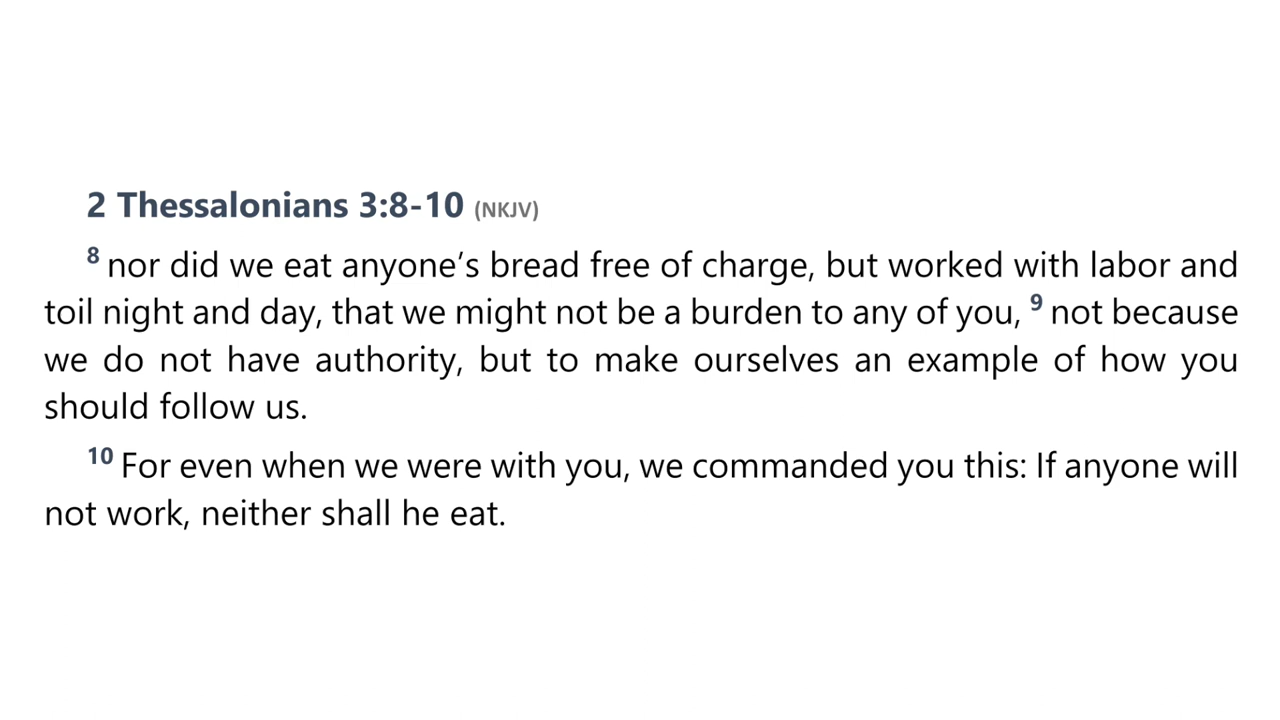 2 Thessalonians 3:8-10 (NKJV)
8 nor did we eat anyone’s bread free of charge, but worked with labor and
toil night and day, that we might not be a burden to any of you, 9 not because
we do not have authority, but to make ourselves an example of how you
should follow us.
10 For even when we were with you, we commanded you this: If anyone will
not work, neither shall he eat.